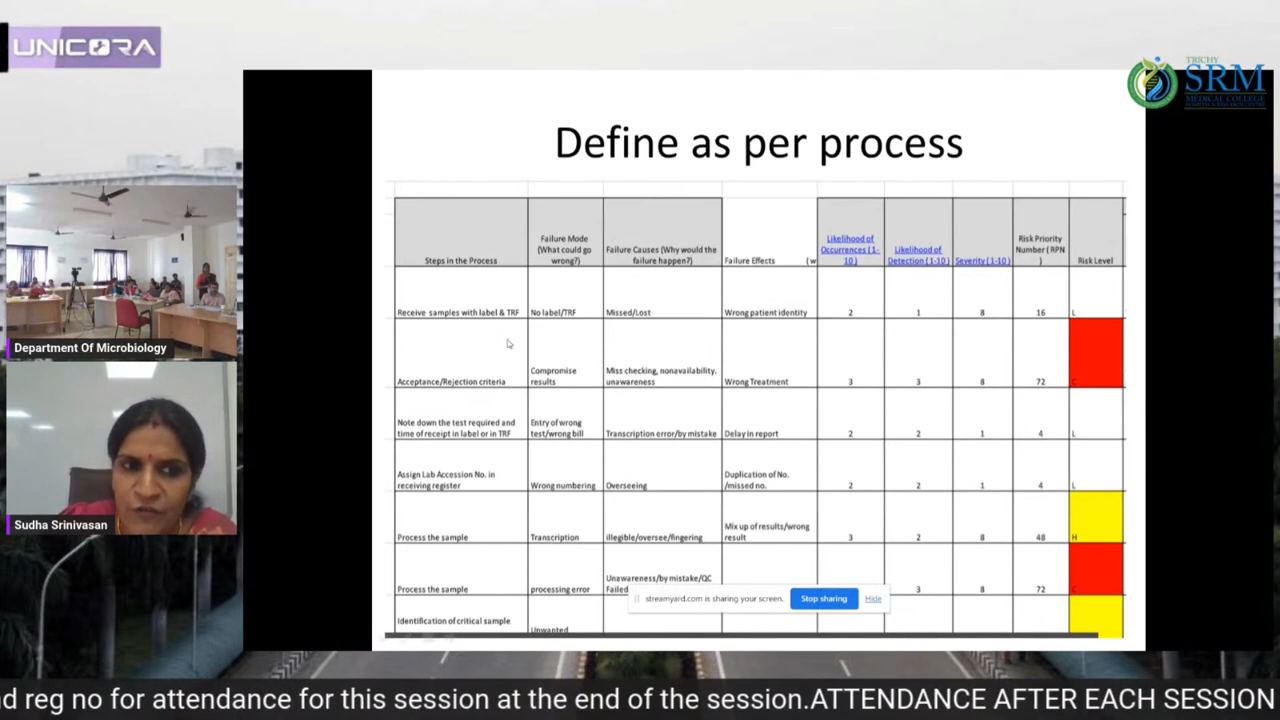 UNICORA
TRICHY
SRM
MEDICAL COLLEGE
HOSPITAL & RESEARCH CENTRE
Define as per process
Steps in the Process
Failure Mode
(What could go
wrong?)
Failure Causes (Why would the
failure happen?)
Failure Effects (w
Likelihood of
Occurrences (1-
10)
Likelihood of
Detection (1-10)
Severity (1-10)
Risk Priority
Number (RPN
)
Risk Level
Receive samples with label & TRF
No label/TRF
Missed/Lost
Wrong patient identity
2
1
8
16
L
Acceptance/Rejection criteria
Compromise
results
Miss checking, nonavailability,
unawareness
Wrong Treatment
3
3
8
72
C
Note down the test required and
time of receipt in label or in TRF
Entry of wrong
test/wrong bill
Transcription error/by mistake
Delay in report
2
2
1
4
L
Assign Lab Accession No. in
receiving register
Wrong numbering
Overseeing
Duplication of No.
/missed no.
2
2
1
4
L
Process the sample
Transcription
illegible/oversee/fingering
Mix up of results/wrong
result
3
2
8
48
H
Process the sample
processing error
Unawareness/by mistake/QC
Failed
3
8
72
C
Identification of critical sample
Unwanted
streamyard.com is sharing your screen.
Stop sharing
Hide
Department Of Microbiology
Sudha Srinivasan
d reg no for attendance for this session at the end of the session.ATTENDANCE AFTER EACH SESSION